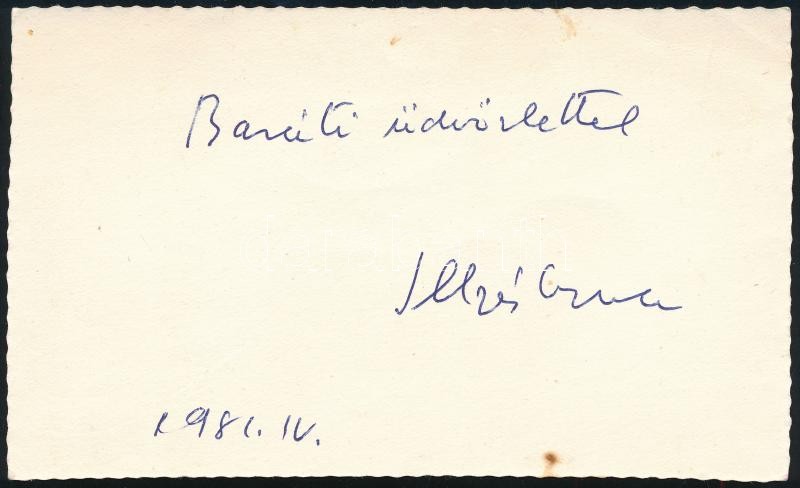 Baráti üdvözlettel
Illyés Gyula
1981. IV.